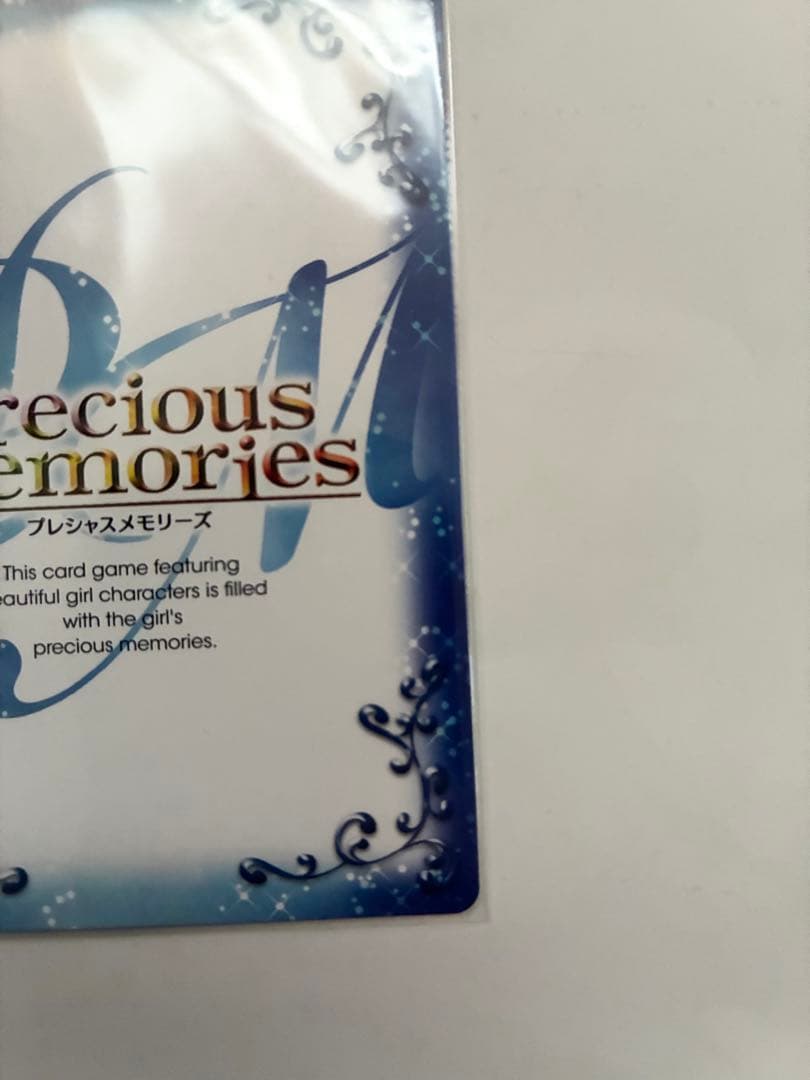 recious
emories
プレシャスメモリーズ
This card game featuring
eautiful girl characters is filled
with the girl's
precious memories.